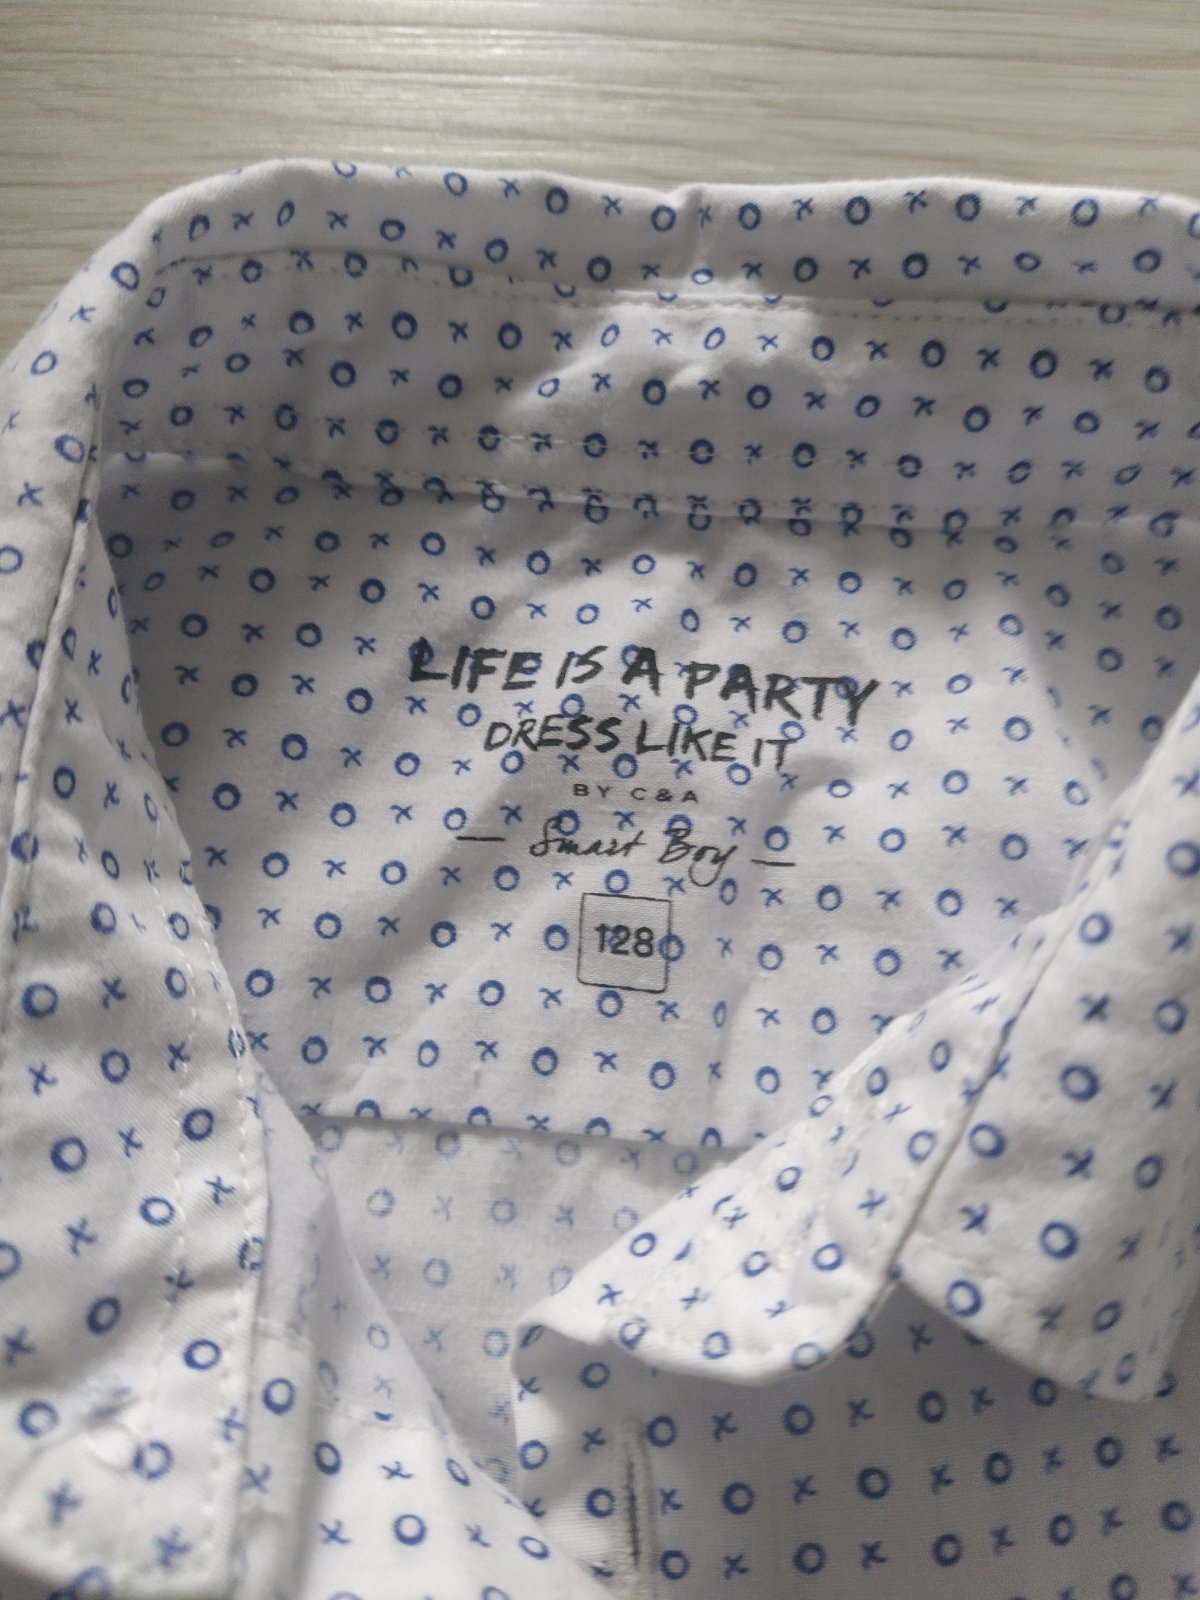 LIFE IS A PARTY
DRESS LIKE IT
BY C&A
— Smart Boy —
128